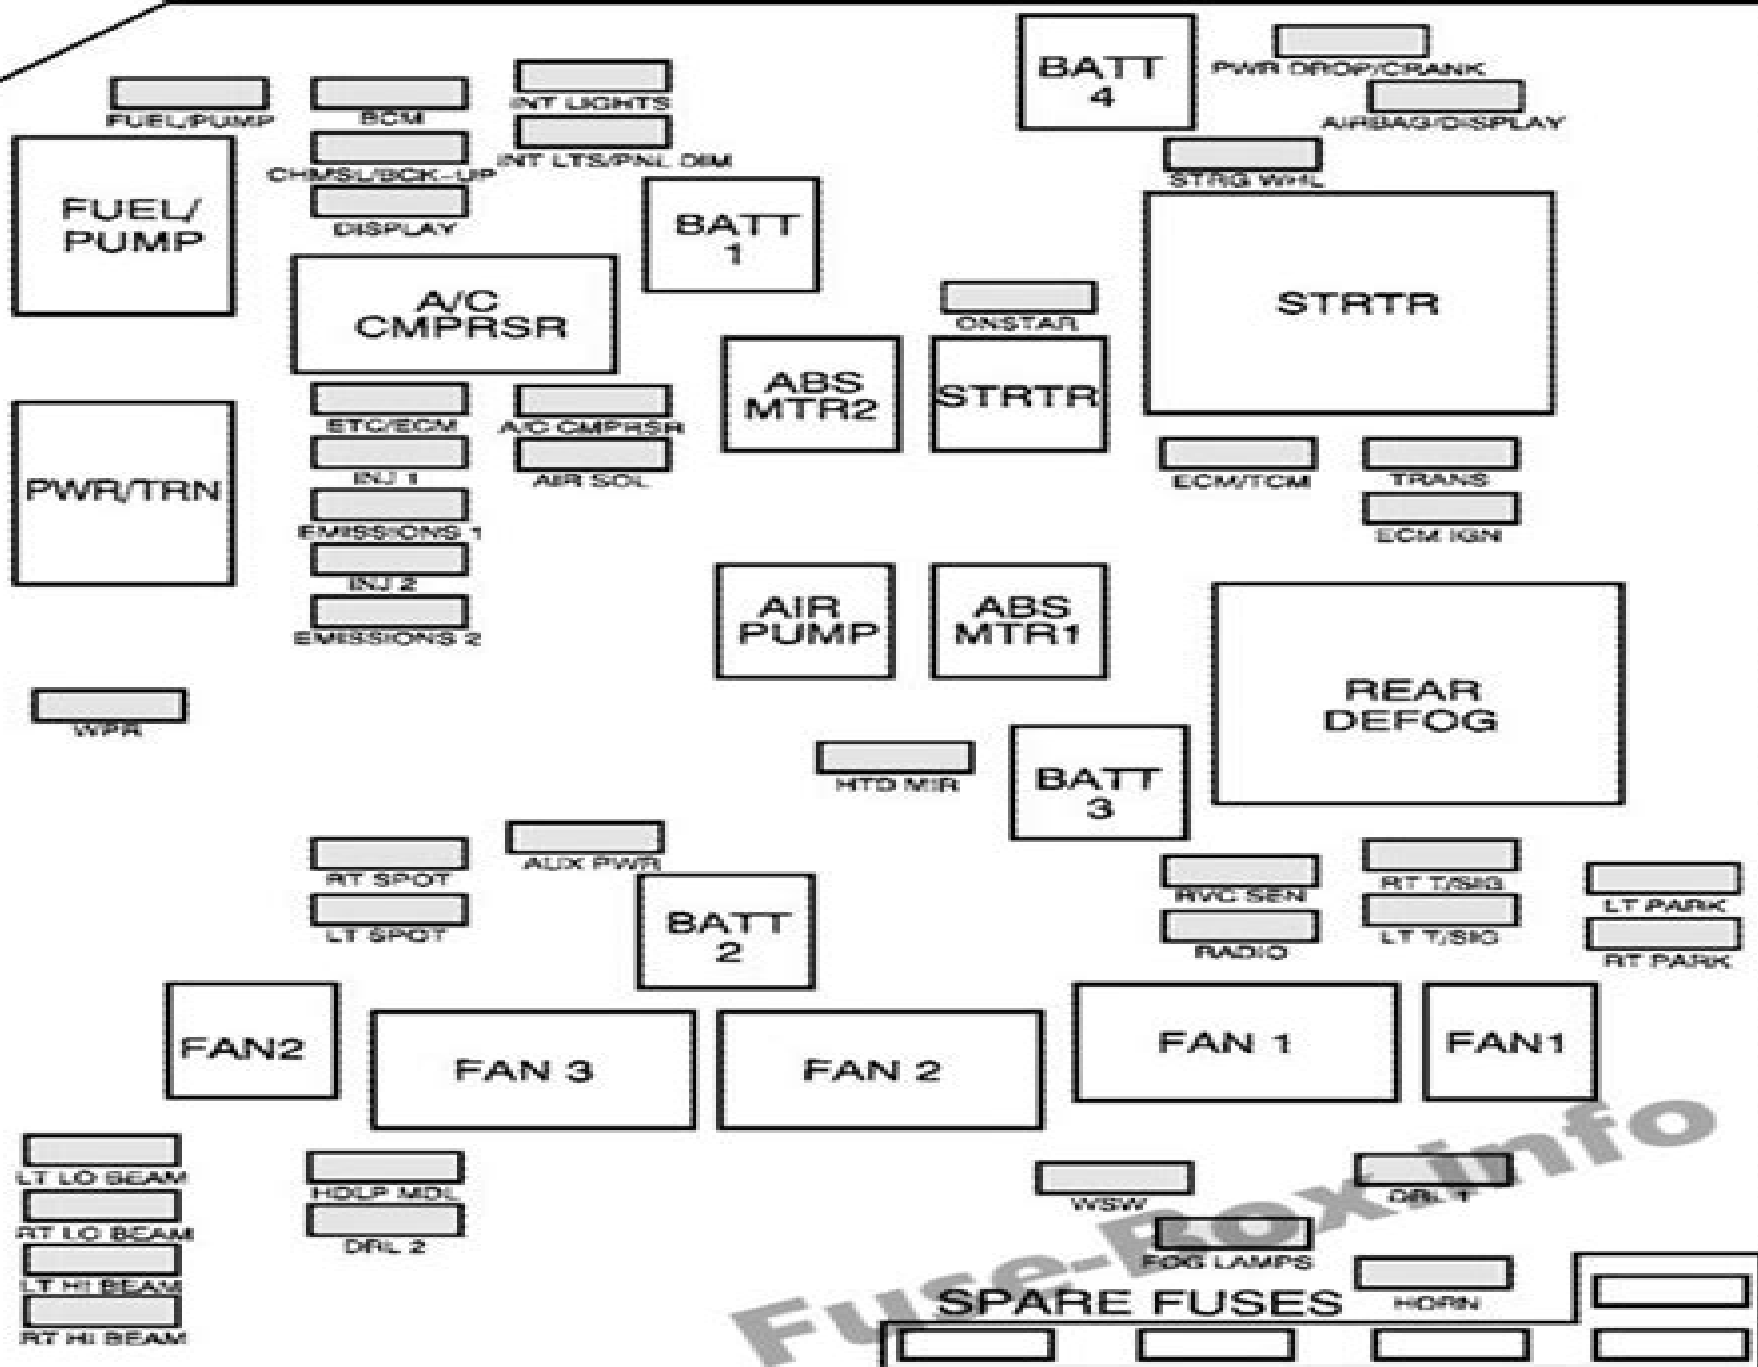 BATT
4
PWR DROP/CRANK
AIRBAG/DISPLAY
INT LIGHTS
FUEL/PUMP
BCM
INT LTS/PNL DIM
CHMSL/BCK-UP
STRG WHL
DISPLAY
FUEL/
PUMP
BATT
1
A/C
CMPRSR
STRTR
ONSTAR
ABS
MTR2
STRTR
ETC/ECM
A/C CMPRSR
INJ 1
AIR SOL
ECM/TCM
TRANS
PWR/TRN
EMISSIONS 1
ECM IGN
INJ 2
EMISSIONS 2
AIR
PUMP
ABS
MTR1
REAR
DEFOG
WPR
HTD MIR
BATT
3
AUX PWR
RT SPOT
LT SPOT
BATT
2
RVC SEN
RT T/SIG
LT PARK
RADIO
LT T/SIG
RT PARK
FAN2
FAN 3
FAN 2
FAN 1
FAN1
LT LO BEAM
HDLP MDL
WSW
DRL 1
RT LO BEAM
DRL 2
FOG LAMPS
LT HI BEAM
HORN
RT HI BEAM
SPARE FUSES
Fuse-Box.info